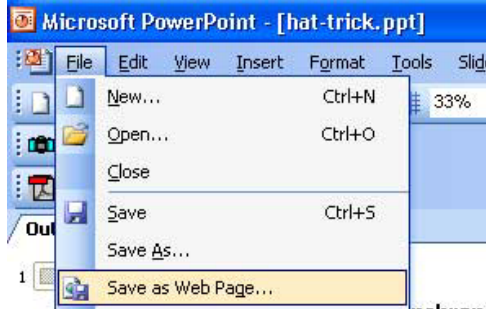 Microsoft PowerPoint - [hat-trick.ppt]
File Edit View Insert Format Tools
33%
New... Ctrl+N
Open... Ctrl+O
Close
Save Ctrl+S
Save As...
Save as Web Page...
1